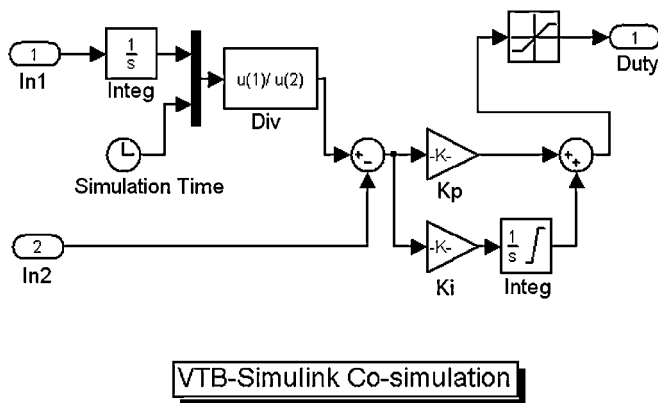 1
In1
1
s
Integ
u(1)/ u(2)
Div
Simulation Time
2
In2
+
-
-K-
Kp
-K-
Ki
1
s
Integ
+
+
1
Duty
VTB-Simulink Co-simulation